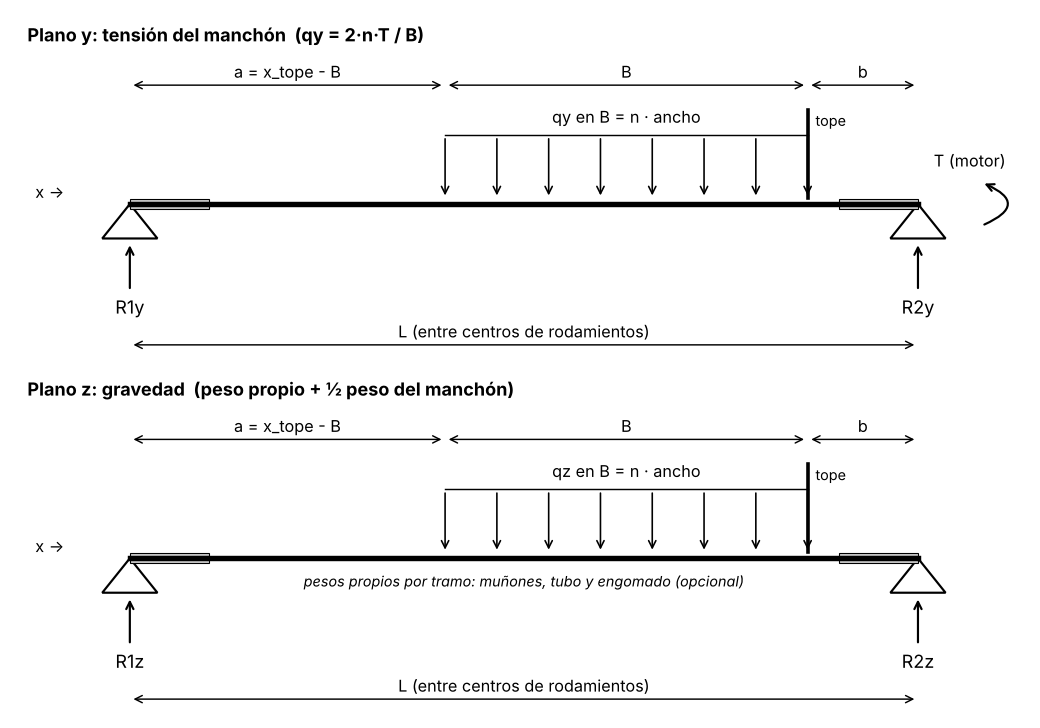 Plano y: tensión del manchón (qy = 2·n·T / B)
a = x_tope - B
B
b
qy en B = n · ancho
tope
T (motor)
x →
R1y
R2y
L (entre centros de rodamientos)
Plano z: gravedad (peso propio + ½ peso del manchón)
a = x_tope - B
B
b
qz en B = n · ancho
tope
x →
pesos propios por tramo: muñones, tubo y engomado (opcional)
R1z
R2z
L (entre centros de rodamientos)